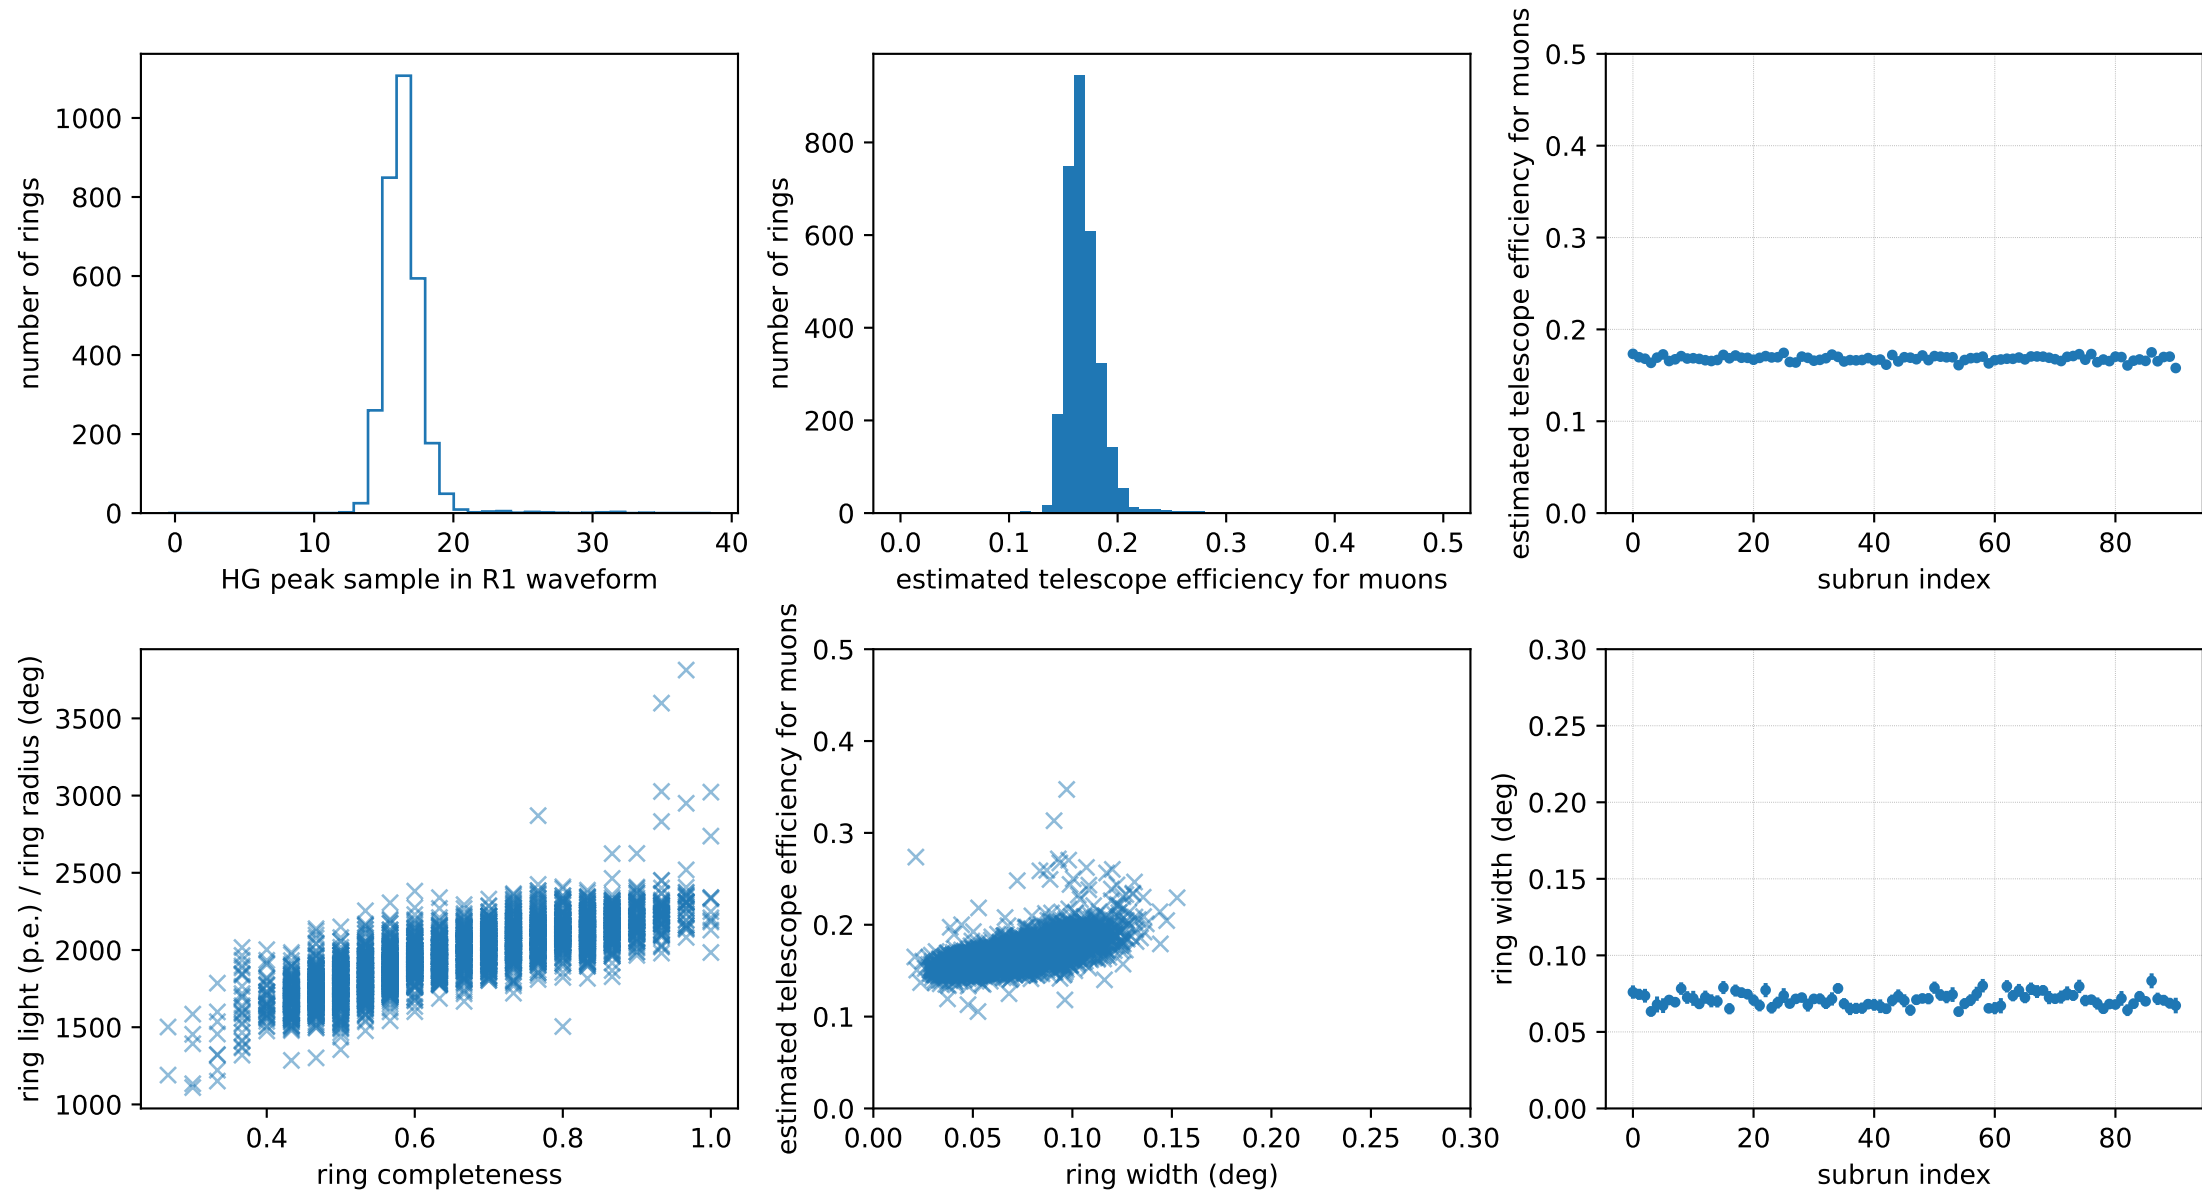 number of rings
1000
800
600
400
200
0
0 10 20 30 40
HG peak sample in R1 waveform
number of rings
800
600
400
200
0
0.0 0.1 0.2 0.3 0.4 0.5
estimated telescope efficiency for muons
estimated telescope efficiency for muons
0.5
0.4
0.3
0.2
0.1
0.0
0 20 40 60 80
subrun index
ring light (p.e.) / ring radius (deg)
3500
3000
2500
2000
1500
1000
0.4 0.6 0.8 1.0
ring completeness
estimated telescope efficiency for muons
0.5
0.4
0.3
0.2
0.1
0.0
0.00 0.05 0.10 0.15 0.20 0.25 0.30
ring width (deg)
ring width (deg)
0.30
0.25
0.20
0.15
0.10
0.05
0.00
0 20 40 60 80
subrun index